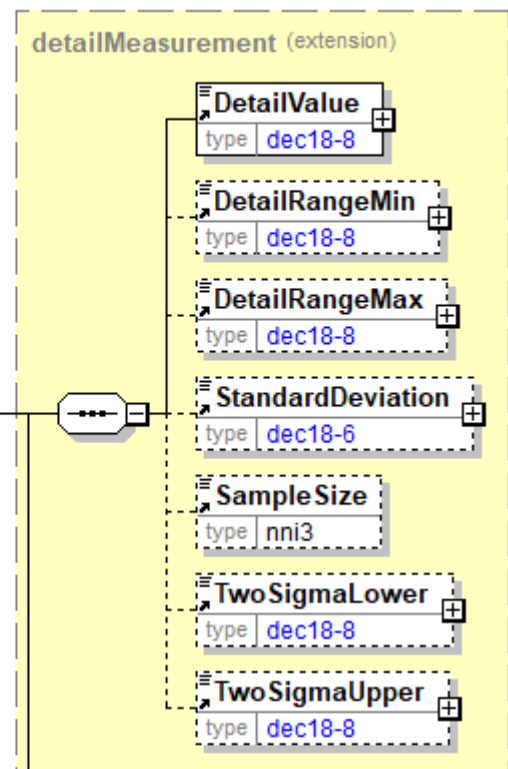 detailMeasurement (extension)
DetailValue
type dec18-8
DetailRangeMin
type dec18-8
DetailRangeMax
type dec18-8
StandardDeviation
type dec18-6
SampleSize
type nni3
TwoSigmaLower
type dec18-8
TwoSigmaUpper
type dec18-8